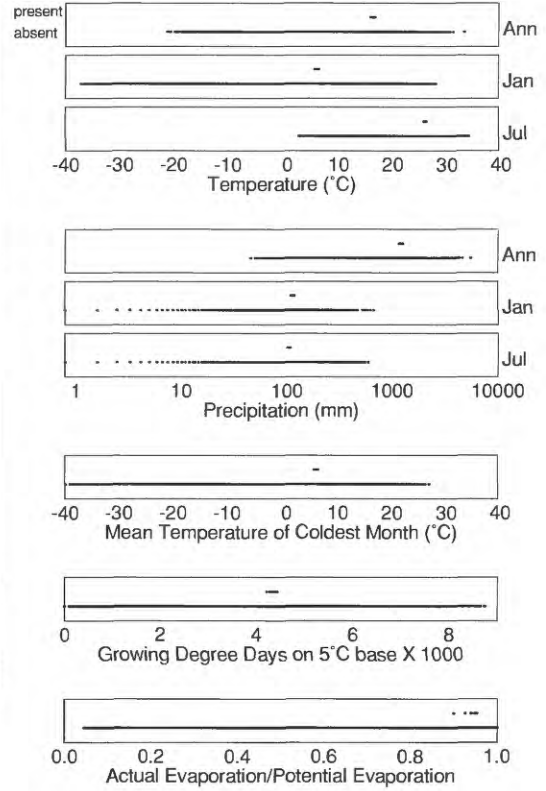 present
absent
Ann
Jan
Jul
-40 -30 -20 -10 0 10 20 30 40
Temperature (°C)
Ann
Jan
Jul
1 10 100 1000 10000
Precipitation (mm)
-40 -30 -20 -10 0 10 20 30 40
Mean Temperature of Coldest Month (°C)
0 2 4 6 8
Growing Degree Days on 5°C base X 1000
0.0 0.2 0.4 0.6 0.8 1.0
Actual Evaporation/Potential Evaporation